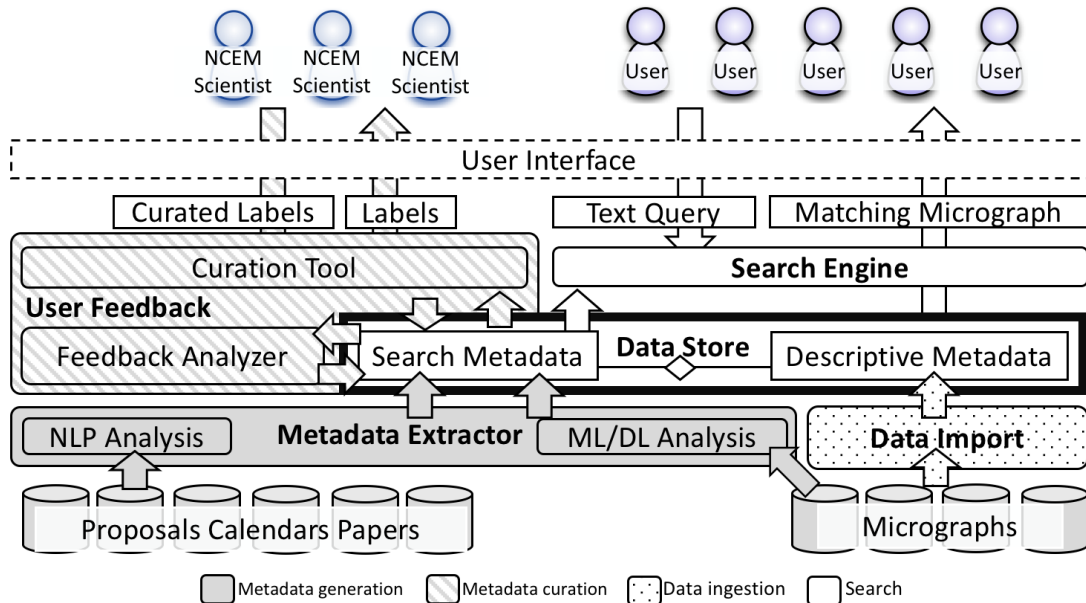 NCEM
Scientist
NCEM
Scientist
NCEM
Scientist
User
User
User
User
User
User Interface
Curated Labels
Labels
Text Query
Matching Micrograph
Curation Tool
Search Engine
User Feedback
Feedback Analyzer
Search Metadata
Data Store
Descriptive Metadata
NLP Analysis
Metadata Extractor
ML/DL Analysis
Data Import
Proposals Calendars Papers
Micrographs
Metadata generation
Metadata curation
Data ingestion
Search